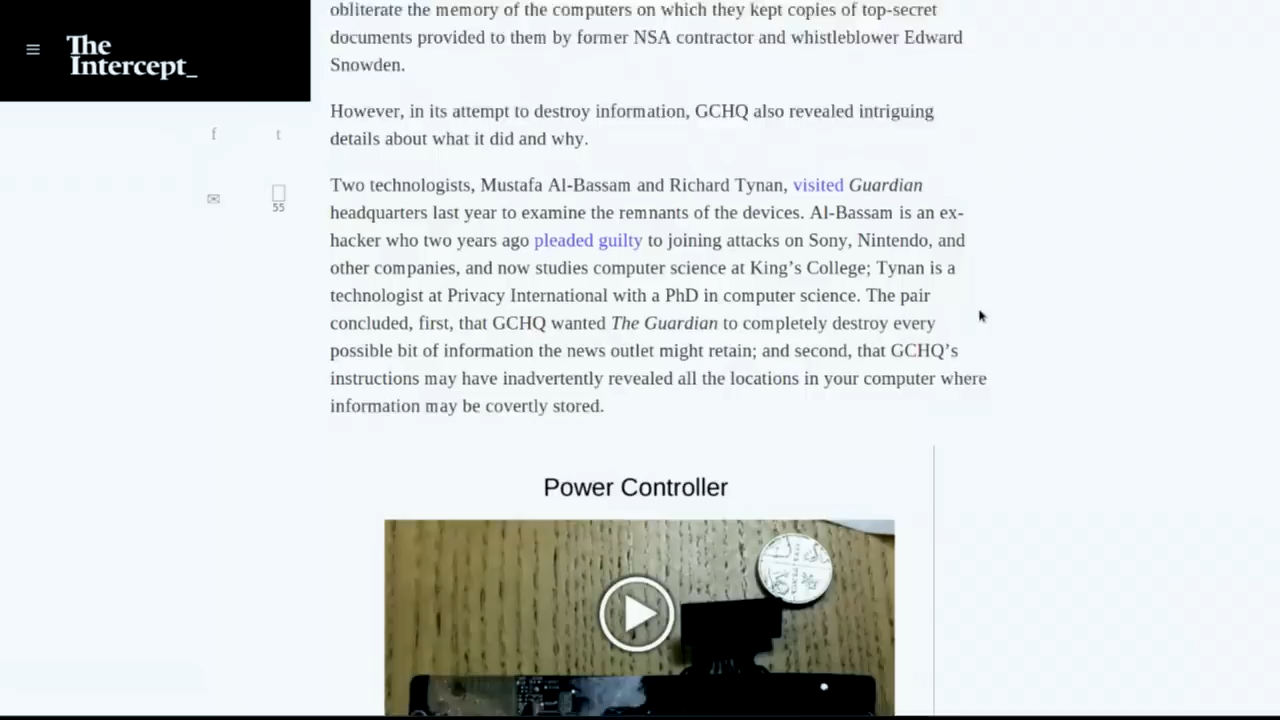 The
Intercept_
obliterate the memory of the computers on which they kept copies of top-secret
documents provided to them by former NSA contractor and whistleblower Edward
Snowden.
However, in its attempt to destroy information, GCHQ also revealed intriguing
details about what it did and why.
f t
55
Two technologists, Mustafa Al-Bassam and Richard Tynan, visited Guardian
headquarters last year to examine the remnants of the devices. Al-Bassam is an ex-
hacker who two years ago pleaded guilty to joining attacks on Sony, Nintendo, and
other companies, and now studies computer science at King’s College; Tynan is a
technologist at Privacy International with a PhD in computer science. The pair
concluded, first, that GCHQ wanted The Guardian to completely destroy every
possible bit of information the news outlet might retain; and second, that GCHQ’s
instructions may have inadvertently revealed all the locations in your computer where
information may be covertly stored.
Power Controller